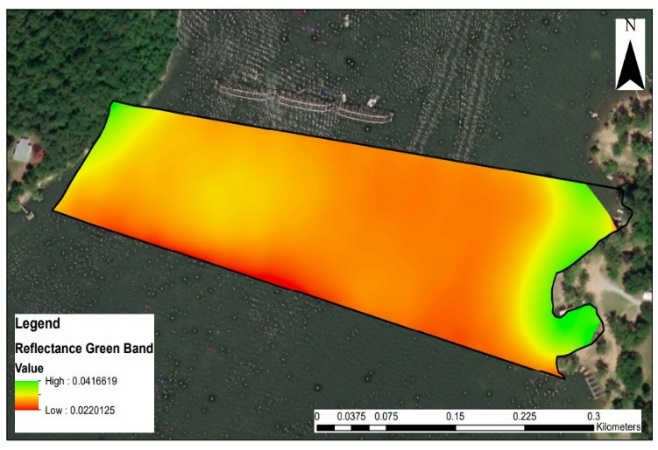 N
Legend
Reflectance Green Band
Value
High : 0.0416619
Low : 0.0220125
0 0.0375 0.075 0.15 0.225 0.3
Kilometers